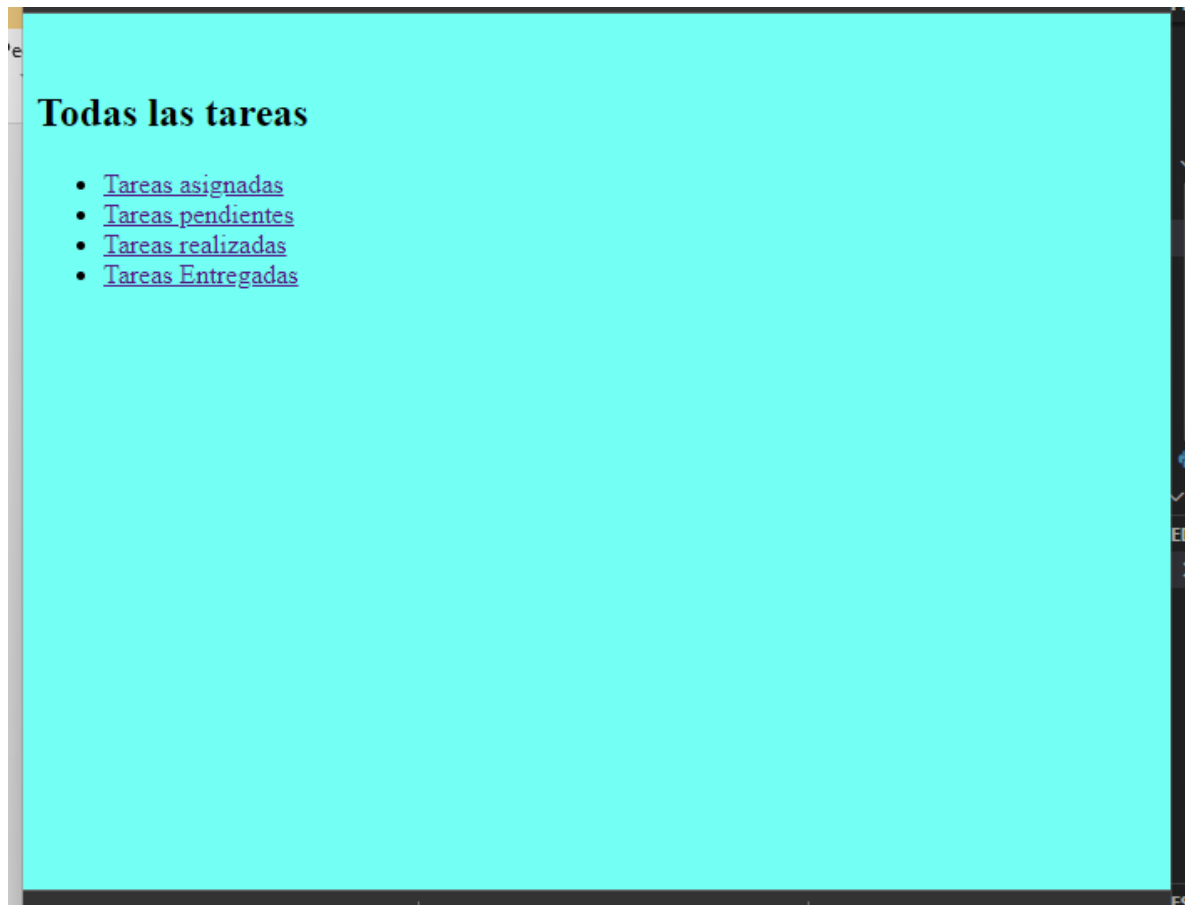 Todas las tareas
Tareas asignadas
Tareas pendientes
Tareas realizadas
Tareas Entregadas